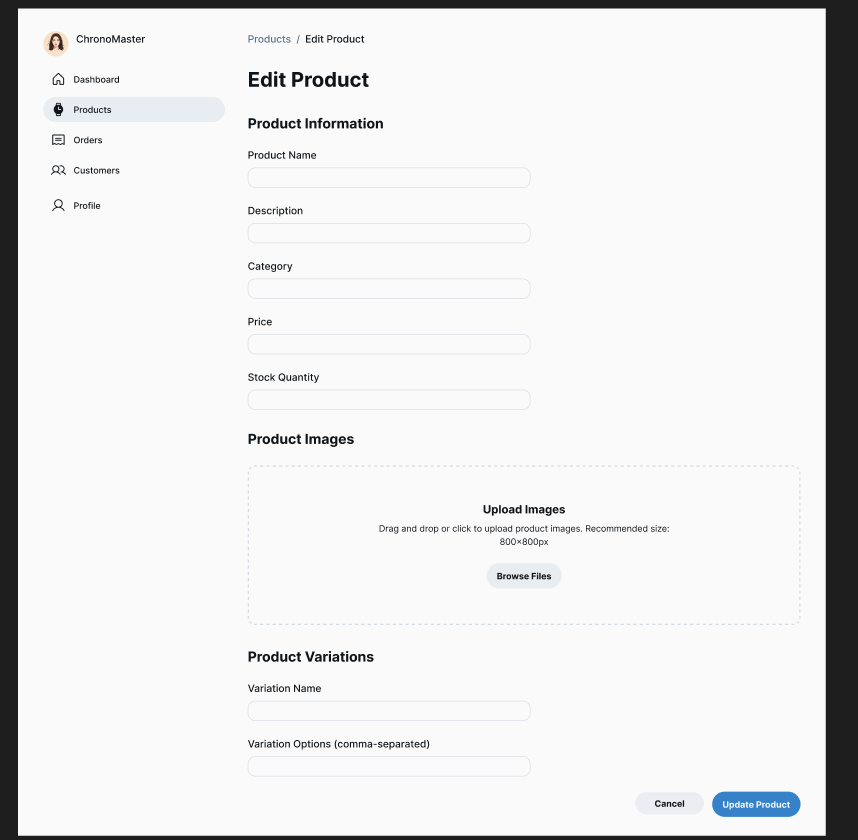 ChronoMaster
Dashboard
Products
Orders
Customers
Profile
Products / Edit Product
Edit Product
Product Information
Product Name
Description
Category
Price
Stock Quantity
Product Images
Upload Images
Drag and drop or click to upload product images. Recommended size:
800×800px
Browse Files
Product Variations
Variation Name
Variation Options (comma-separated)
Cancel
Update Product